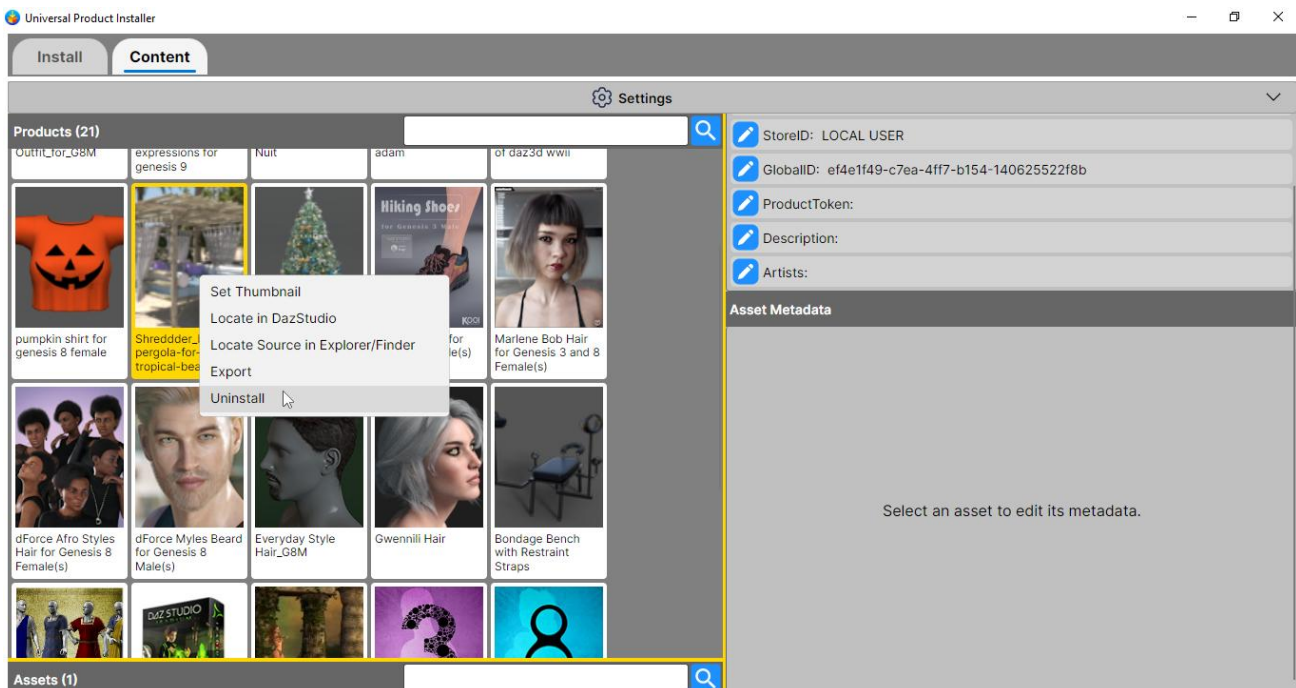 Universal Product Installer
Install
Content
Settings
Products (21)
Outfit_for_G8M
expressions for
genesis 9
Nuit
adam
of daz3d wwii
Hiking Shoes
for Genesis 3 Male
pumpkin shirt for
genesis 8 female
Shreddder_
pergola-for-
tropical-bea
for
le(s)
Marlene Bob Hair
for Genesis 3 and 8
Female(s)
Set Thumbnail
Locate in DazStudio
Locate Source in Explorer/Finder
Export
Uninstall
dForce Afro Styles
Hair for Genesis 8
Female(s)
dForce Myles Beard
for Genesis 8
Male(s)
Everyday Style
Hair_G8M
Gwennili Hair
Bondage Bench
with Restraint
Straps
DAZ STUDIO
3
8
Assets (1)
StoreID: LOCAL USER
GlobalID: ef4e1f49-c7ea-4ff7-b154-140625522f8b
ProductToken:
Description:
Artists:
Asset Metadata
Select an asset to edit its metadata.